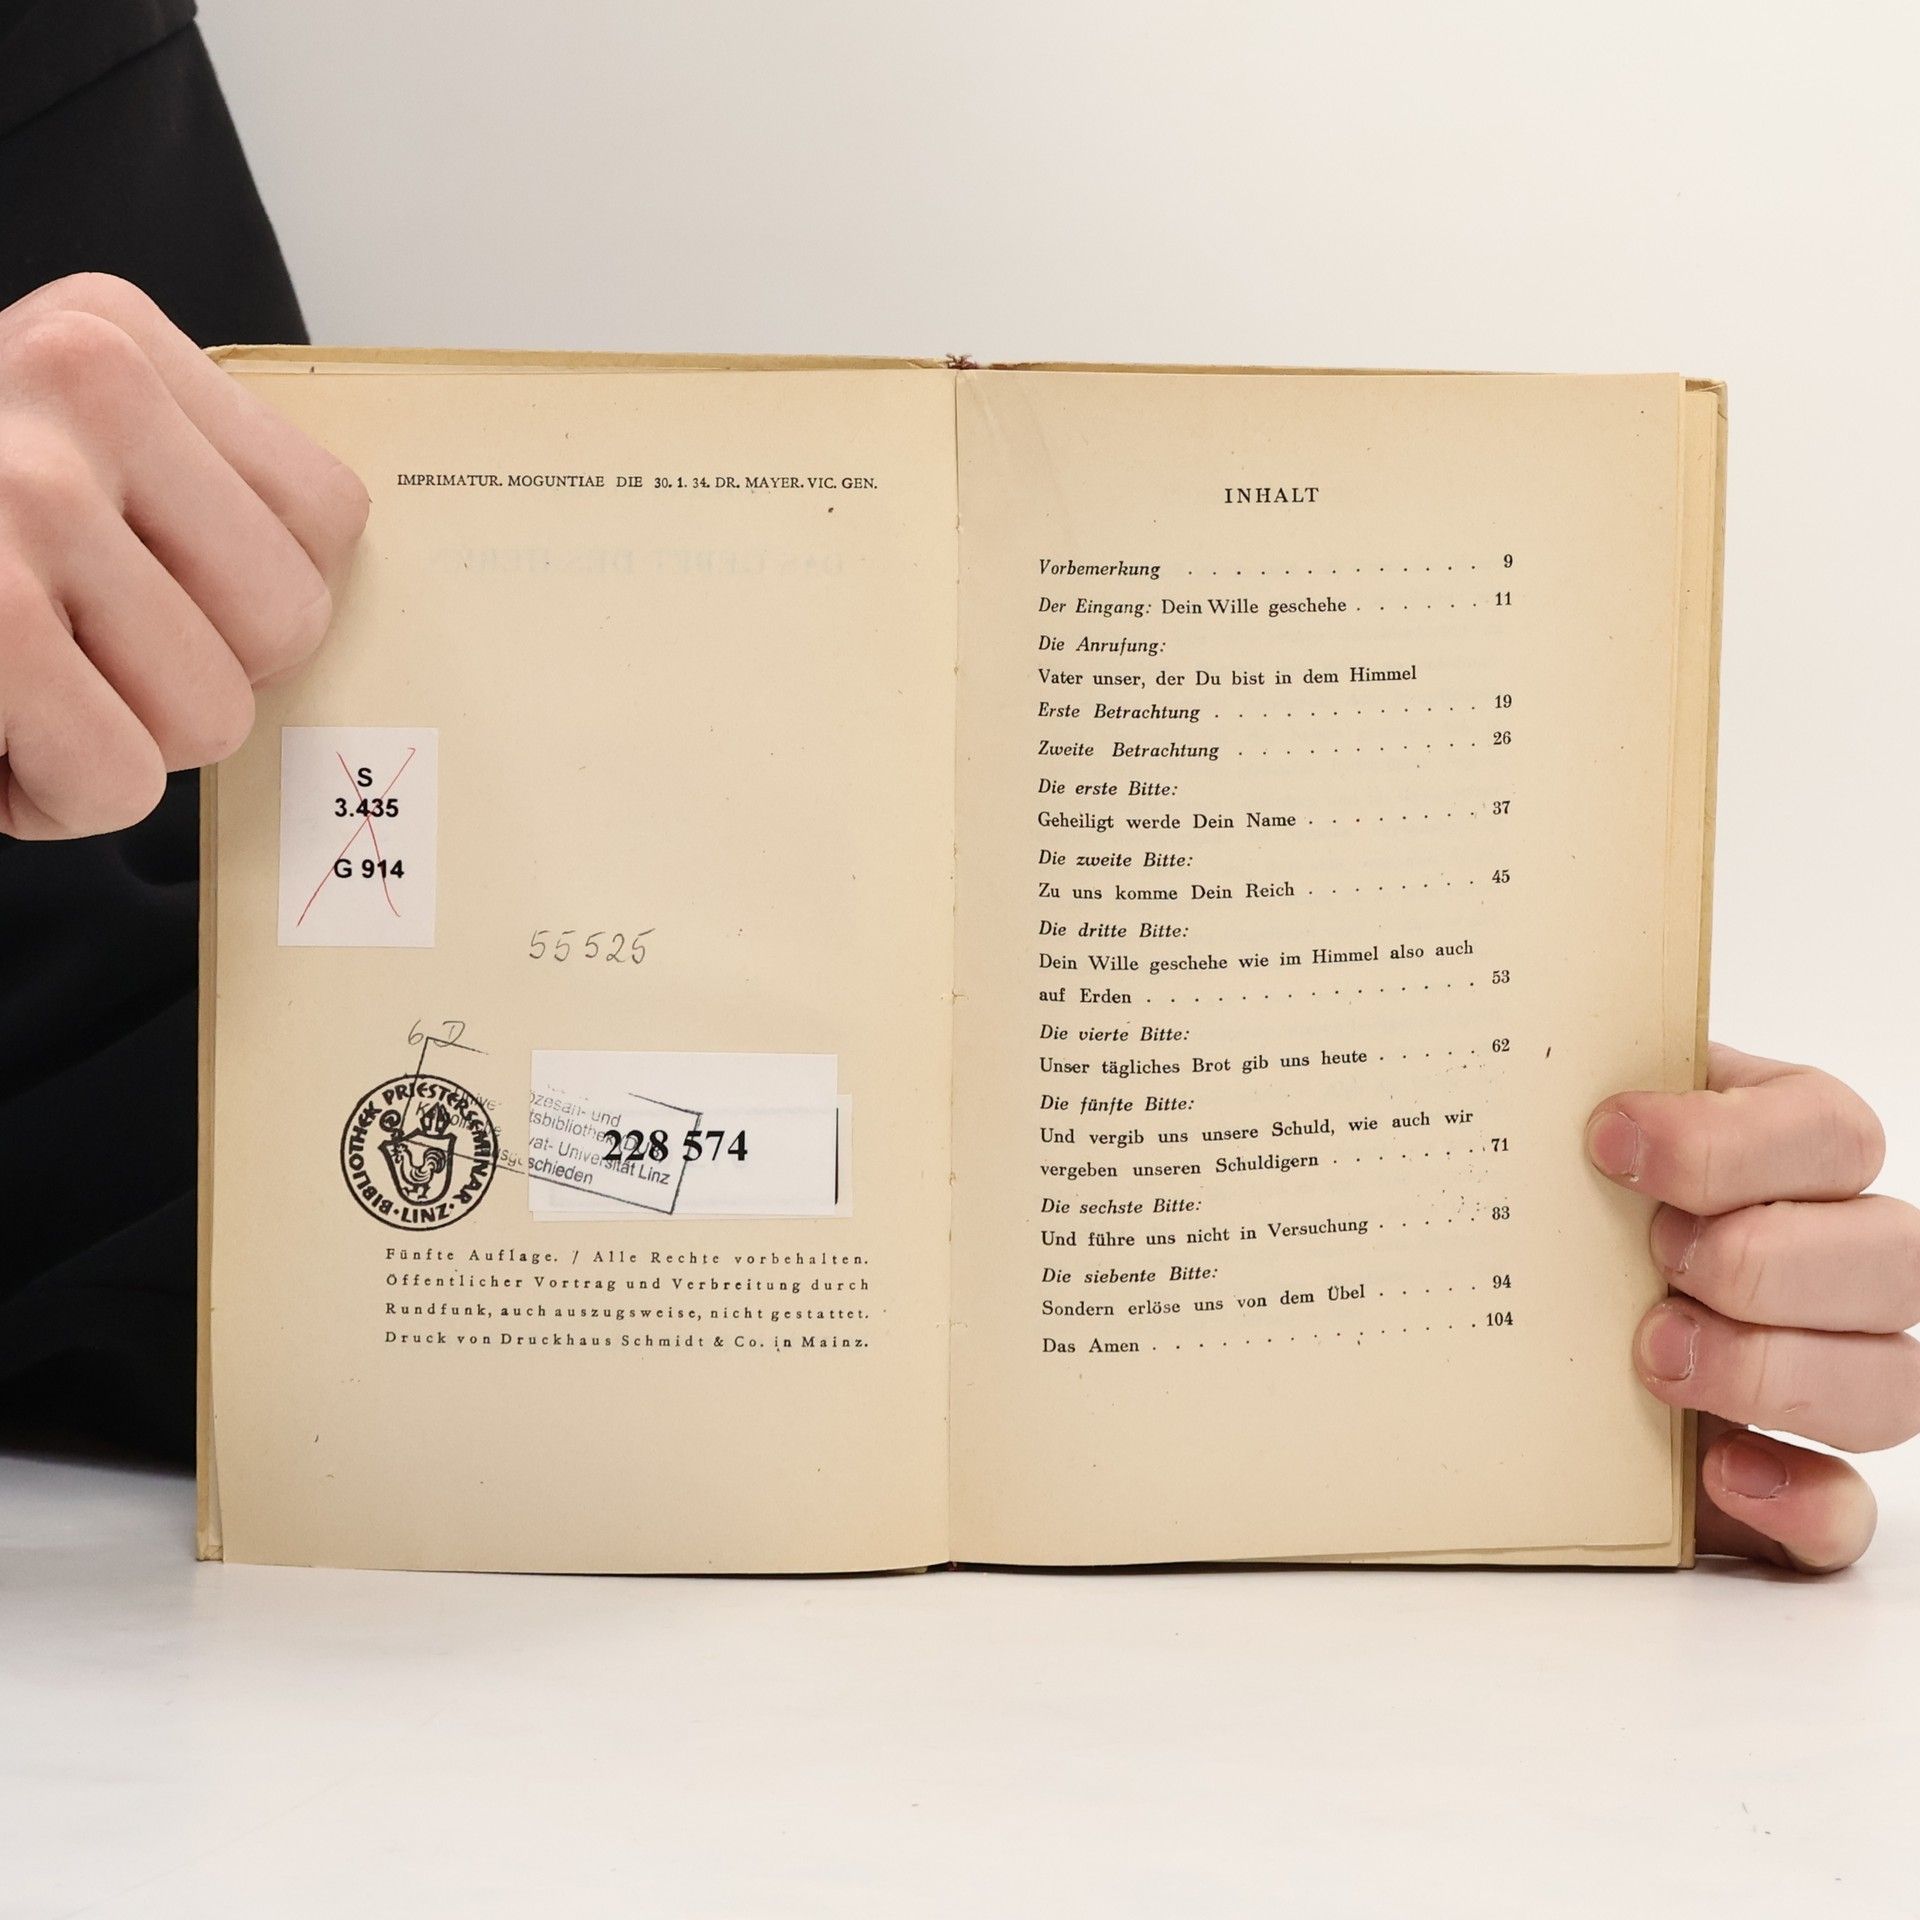 IMPRIMATUR. MOGUNTIAE DIE 30. 1. 34. DR. MAYER. VIC. GEN.
S
3.435
G 914
55525
6 D
BIBLIOTHEK PRIESTERSEMINAR · LINZ ·
228 574
Universität Linz
Fünfte Auflage. / Alle Rechte vorbehalten.
Öffentlicher Vortrag und Verbreitung durch
Rundfunk, auch auszugsweise, nicht gestattet.
Druck von Druckhaus Schmidt & Co. in Mainz.
INHALT
Vorbemerkung . . . . . . . . . . . . . 9
Der Eingang: Dein Wille geschehe . . . . . . 11
Die Anrufung:
Vater unser, der Du bist in dem Himmel
Erste Betrachtung . . . . . . . . . . . . 19
Zweite Betrachtung . . . . . . . . . . . 26
Die erste Bitte:
Geheiligt werde Dein Name . . . . . . . . 37
Die zweite Bitte:
Zu uns komme Dein Reich . . . . . . . . 45
Die dritte Bitte:
Dein Wille geschehe wie im Himmel also auch
auf Erden . . . . . . . . . . . . . . . 53
Die vierte Bitte:
Unser tägliches Brot gib uns heute . . . . . 62
Die fünfte Bitte:
Und vergib uns unsere Schuld, wie auch wir
vergeben unseren Schuldigern . . . . . . . 71
Die sechste Bitte:
Und führe uns nicht in Versuchung . . . . . 83
Die siebente Bitte:
Sondern erlöse uns von dem Übel . . . . . 94
Das Amen . . . . . . . . . . . . . . 104